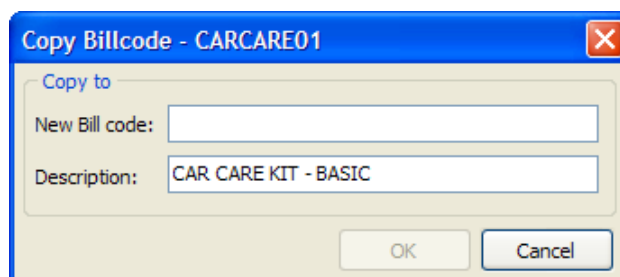 Copy Billcode - CARCARE01
Copy to
New Bill code:
Description: CAR CARE KIT - BASIC
OK Cancel